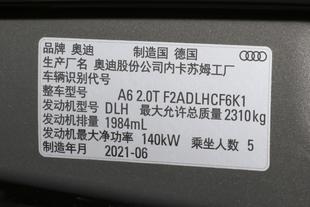 品牌 奥迪 制造国 德国
生产厂名 奥迪股份公司内卡苏姆工厂
车辆识别代号
整车型号 A6 2.0T F2ADLHCF6K1
发动机型号 DLH 最大允许总质量 2310kg
发动机排量 1984mL
发动机最大净功率 140kW 乘坐人数 5
制造年月 2021-06